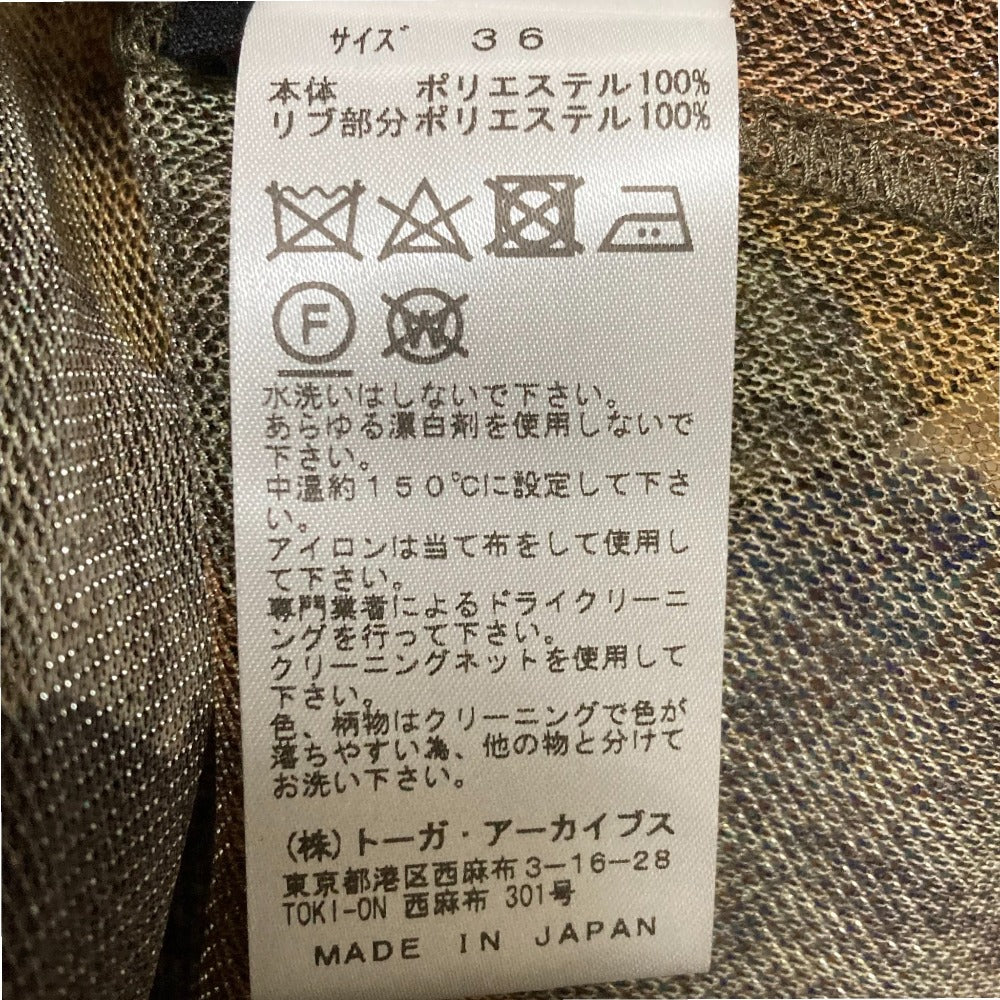 サイズ 36
本体 ポリエステル100%
リブ部分ポリエステル100%
F
W
水洗いはしないで下さい。
あらゆる漂白剤を使用しないで
下さい。
中温約150℃に設定して下さ
い。
アイロンは当て布をして使用し
て下さい。
専門業者によるドライクリーニ
ングを行って下さい。
クリーニングネットを使用して
下さい。
色、柄物はクリーニングで色が
落ちやすい為、他の物と分けて
お洗い下さい。
(株)トーガ・アーカイブス
東京都港区西麻布3-16-28
TOKI-ON 西麻布 301号
MADE IN JAPAN